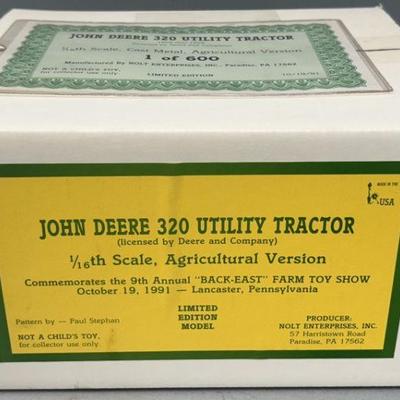 JOHN DEERE 320 UTILITY TRACTOR
1/16th Scale, Cast Metal, Agricultural Version
1 of 600
Manufactured By NOLT ENTERPRISES, INC., Paradise, PA 17562
NOT A CHILD'S TOY,
for collector use only
LIMITED EDITION
10/19/91
MADE IN THE
USA
JOHN DEERE 320 UTILITY TRACTOR
(licensed by Deere and Company)
1/16th Scale, Agricultural Version
Commemorates the 9th Annual "BACK-EAST" FARM TOY SHOW
October 19, 1991 — Lancaster, Pennsylvania
Pattern by — Paul Stephan
LIMITED
EDITION
MODEL
PRODUCER:
NOLT ENTERPRISES, INC.
57 Harristown Road
Paradise, PA 17562
NOT A CHILD'S TOY,
for collector use only